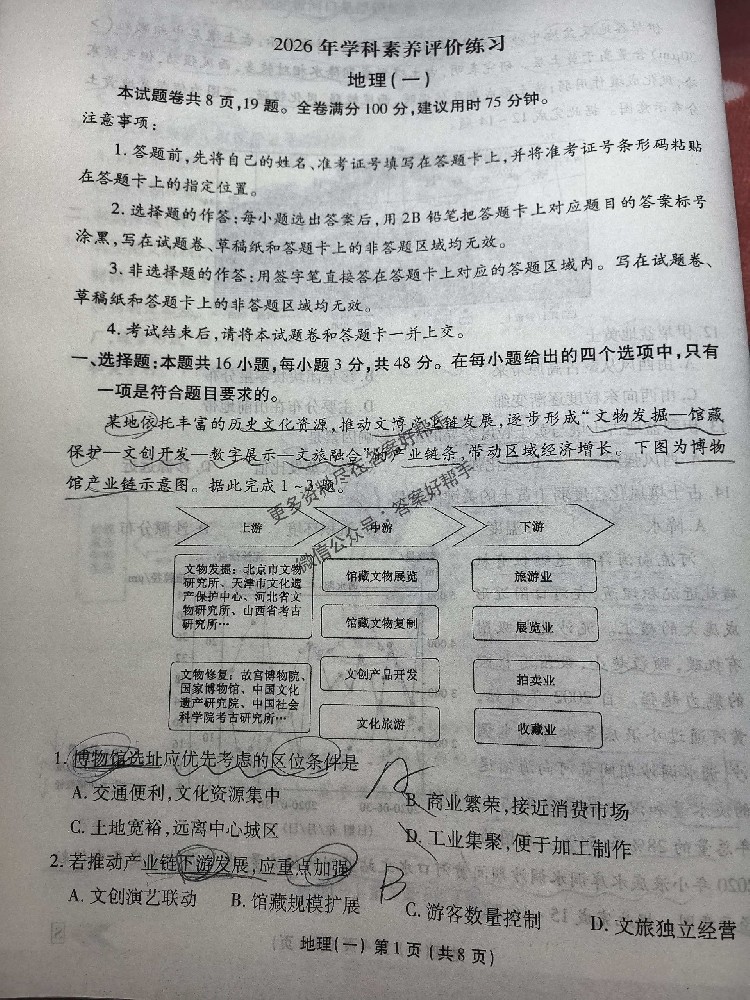 2026年学科素养评价练习
地理(一)
本试题卷共8页,19题。全卷满分100分,建议用时75分钟。
注意事项:
1.答题前,先将自己的姓名、准考证号填写在答题卡上,并将准考证号条形码粘贴
在答题卡上的指定位置。
2.选择题的作答:每小题选出答案后,用2B铅笔把答题卡上对应题目的答案标号
涂黑,写在试题卷、草稿纸和答题卡上的非答题区域均无效。
3.非选择题的作答:用签字笔直接答在答题卡上对应的答题区域内。写在试题卷、
草稿纸和答题卡上的非答题区域均无效。
4.考试结束后,请将本试题卷和答题卡一并上交。
一、选择题:本题共16小题,每小题3分,共48分。在每小题给出的四个选项中,只有
一项是符合题目要求的。
某地依托丰富的历史文化资源,推动文博产业链发展,逐步形成“文物发掘—馆藏
保护—文创开发—数字展示—文旅融合”的产业链条,带动区域经济增长。下图为博物
馆产业链示意图。据此完成1~3题。
更多资料尽在答案好帮手
微信公众号:答案好帮手
上游 中游 下游
文物发掘:北京市文物
研究所、天津市文化遗
产保护中心、河北省文
物研究所、山西省考古
研究所…
文物修复:故宫博物院、
国家博物馆、中国文化
遗产研究院、中国社会
科学院考古研究所…
馆藏文物展览
馆藏文物复制
文创产品开发
文化旅游
旅游业
展览业
拍卖业
收藏业
1.博物馆选址应优先考虑的区位条件是
A
A.交通便利,文化资源集中 B.商业繁荣,接近消费市场
C.土地宽裕,远离中心城区 D.工业集聚,便于加工制作
2.若推动产业链下游发展,应重点加强
B
A.文创演艺联动 B.馆藏规模扩展 C.游客数量控制 D.文旅独立经营
地理(一) 第1页(共8页)